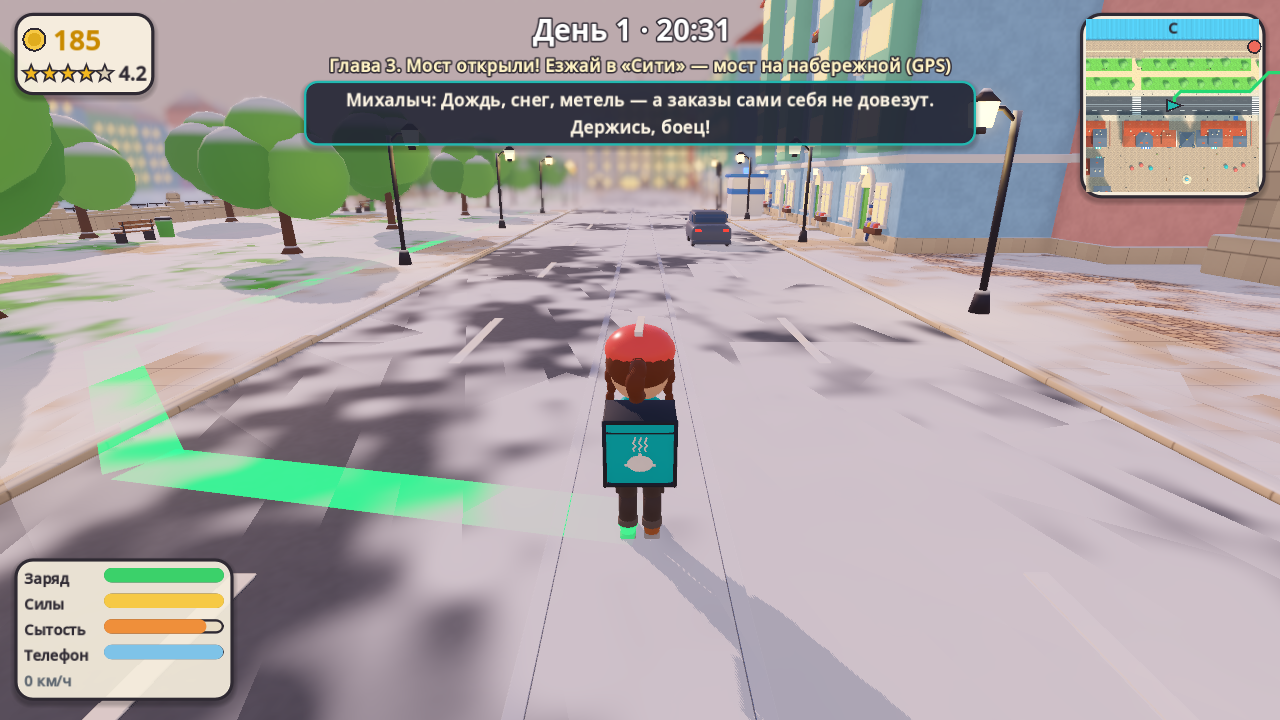 185
4.2
День 1 · 20:31
Глава 3. Мост открыли! Езжай в «Сити» — мост на набережной (GPS)
Михалыч: Дождь, снег, метель — а заказы сами себя не довезут.
Держись, боец!
С
Заряд
Силы
Сытость
Телефон
0 км/ч